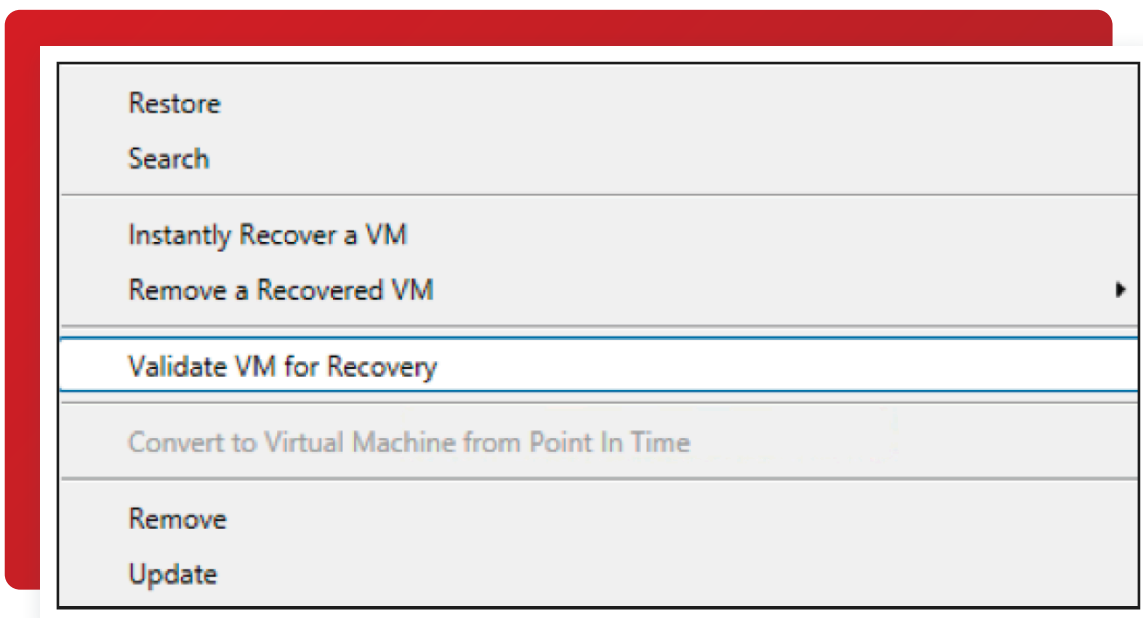 Restore
Search
Instantly Recover a VM
Remove a Recovered VM
Validate VM for Recovery
Convert to Virtual Machine from Point In Time
Remove
Update